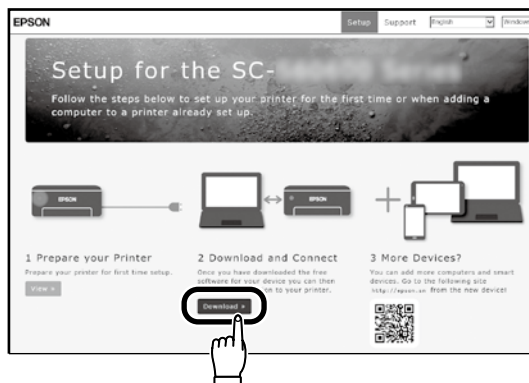 EPSON
Setup Support English Windows
Setup for the SC-
Follow the steps below to set up your printer for the first time or when adding a
computer to a printer already set up.
EPSON
EPSON
1 Prepare your Printer
Prepare your printer for first time setup.
View »
2 Download and Connect
Once you have downloaded the free
software for your device you can then
on to your printer.
Download »
3 More Devices?
You can add more computers and smart
devices. Go to the following site
http://epson.sn from the new device!